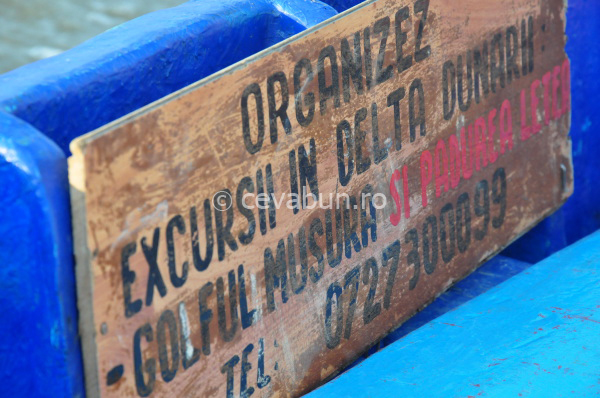 ORGANIZEZ
EXCURSII IN DELTA DUNARII :
- GOLFUL MUSURA SI PADUREA LETEA
TEL: 0727300099
© cevabun.ro